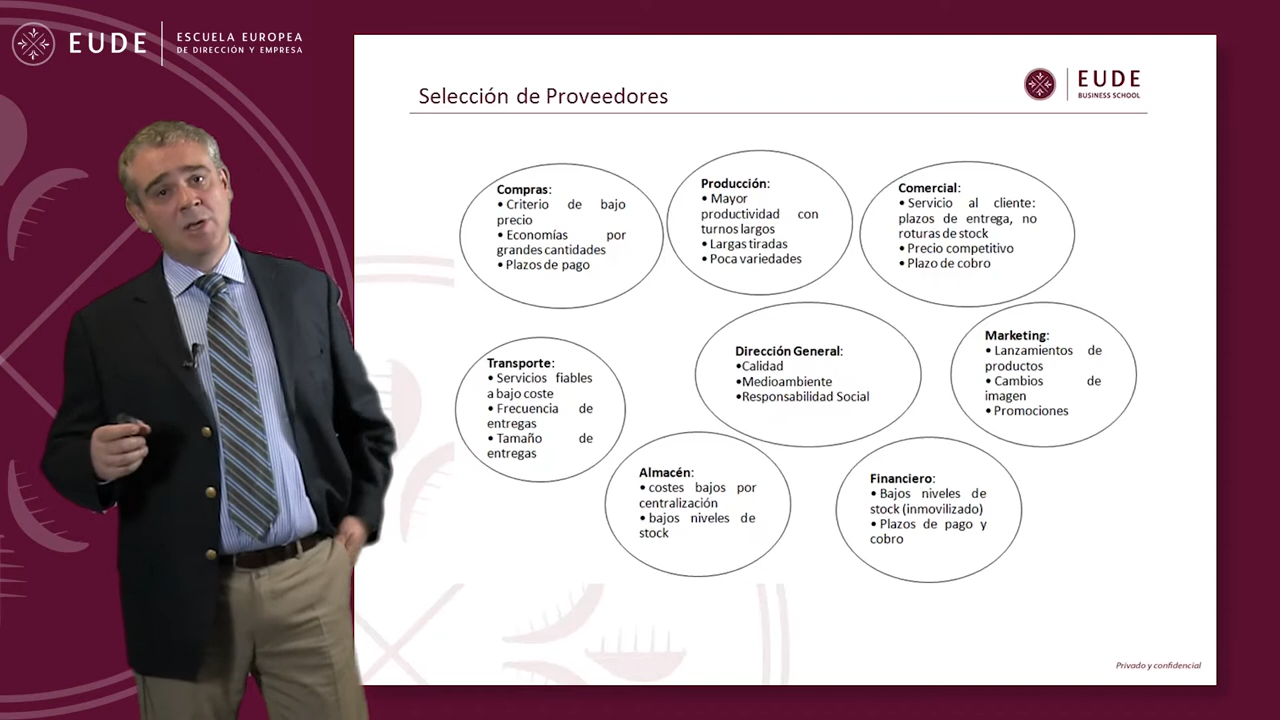 EUDE
ESCUELA EUROPEA
DE DIRECCIÓN Y EMPRESA
Selección de Proveedores
EUDE
BUSINESS SCHOOL
Compras:
• Criterio de bajo
precio
• Economías por
grandes cantidades
• Plazos de pago
Producción:
• Mayor
productividad con
turnos largos
• Largas tiradas
• Poca variedades
Comercial:
• Servicio al cliente:
plazos de entrega, no
roturas de stock
• Precio competitivo
• Plazo de cobro
Transporte:
• Servicios fiables
a bajo coste
• Frecuencia de
entregas
• Tamaño de
entregas
Dirección General:
•Calidad
•Medioambiente
•Responsabilidad Social
Marketing:
• Lanzamientos de
productos
• Cambios de
imagen
• Promociones
Almacén:
• costes bajos por
centralización
• bajos niveles de
stock
Financiero:
• Bajos niveles de
stock (inmovilizado)
• Plazos de pago y
cobro
Privado y confidencial